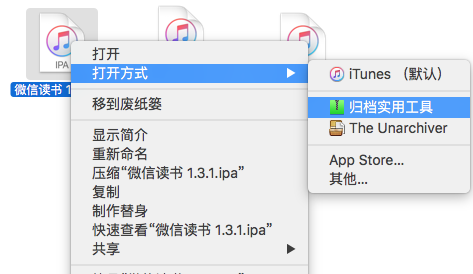 IPA
微信读书 1
打开
打开方式
移到废纸篓
显示简介
重新命名
压缩“微信读书 1.3.1.ipa”
复制
制作替身
快速查看“微信读书 1.3.1.ipa”
共享
iTunes （默认）
归档实用工具
The Unarchiver
App Store...
其他...